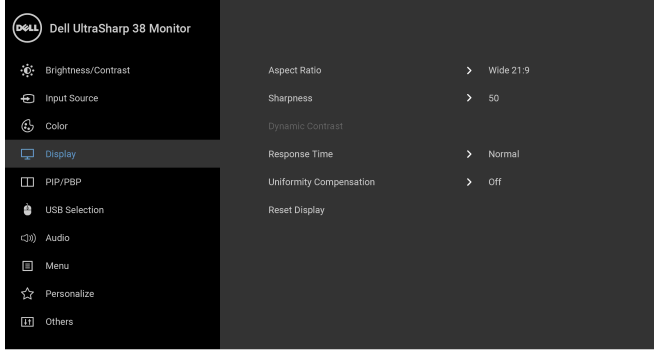 DELL Dell UltraSharp 38 Monitor
Brightness/Contrast
Input Source
Color
Display
PIP/PBP
USB Selection
Audio
Menu
Personalize
Others
Aspect Ratio > Wide 21:9
Sharpness > 50
Dynamic Contrast
Response Time > Normal
Uniformity Compensation > Off
Reset Display